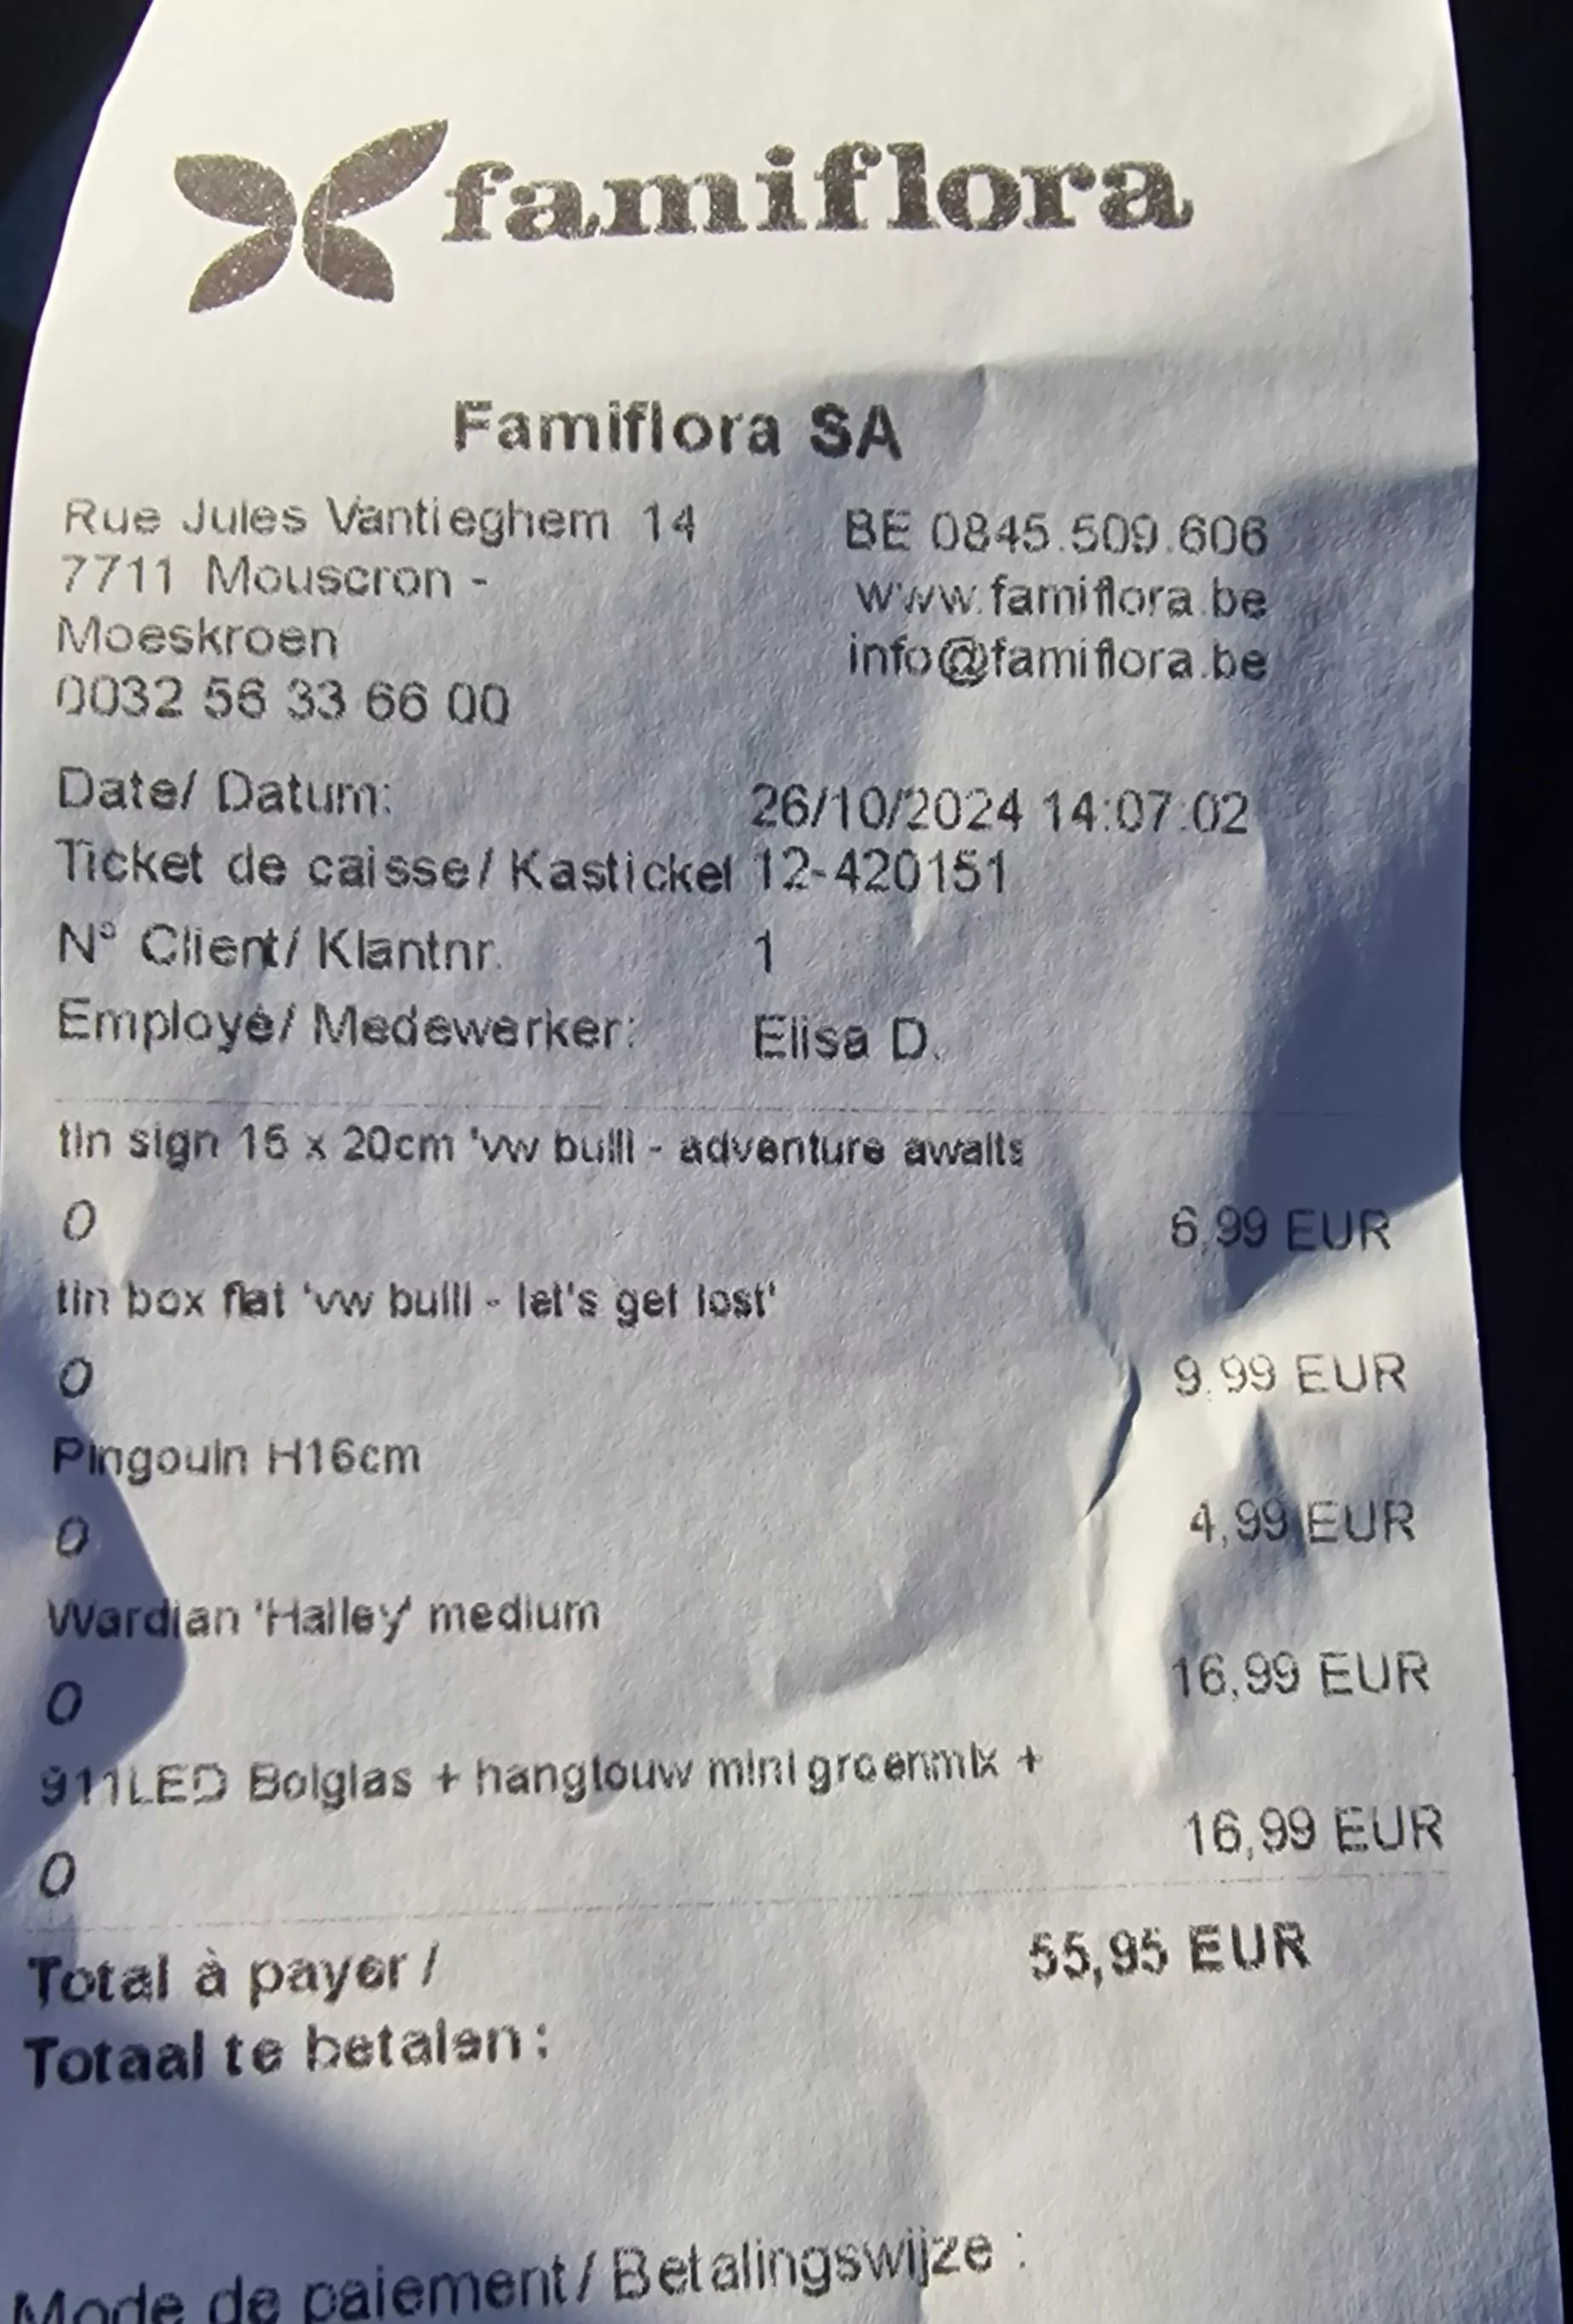 famiflora
Famiflora SA
Rue Jules Vantieghem 14
BE 0845.509.606
7711 Mouscron -
www.famiflora.be
Moeskroen
info@famiflora.be
0032 56 33 66 00
Date/ Datum: 26/10/2024 14:07:02
Ticket de caisse/ Kasticket 12-420151
N° Client/ Klantnr. 1
Employé/ Medewerker: Elisa D.
tin sign 15 x 20cm 'vw bulli - adventure awaits
0 6,99 EUR
tin box flat 'vw bulli - let's get lost'
0 9,99 EUR
Pingouin H16cm
0 4,99 EUR
Wardian 'Halley' medium
0 16,99 EUR
911LED Bolglas + hangtouw mini groenmix +
0 16,99 EUR
Total à payer / 55,95 EUR
Totaal te betalen :
Mode de paiement / Betalingswijze :